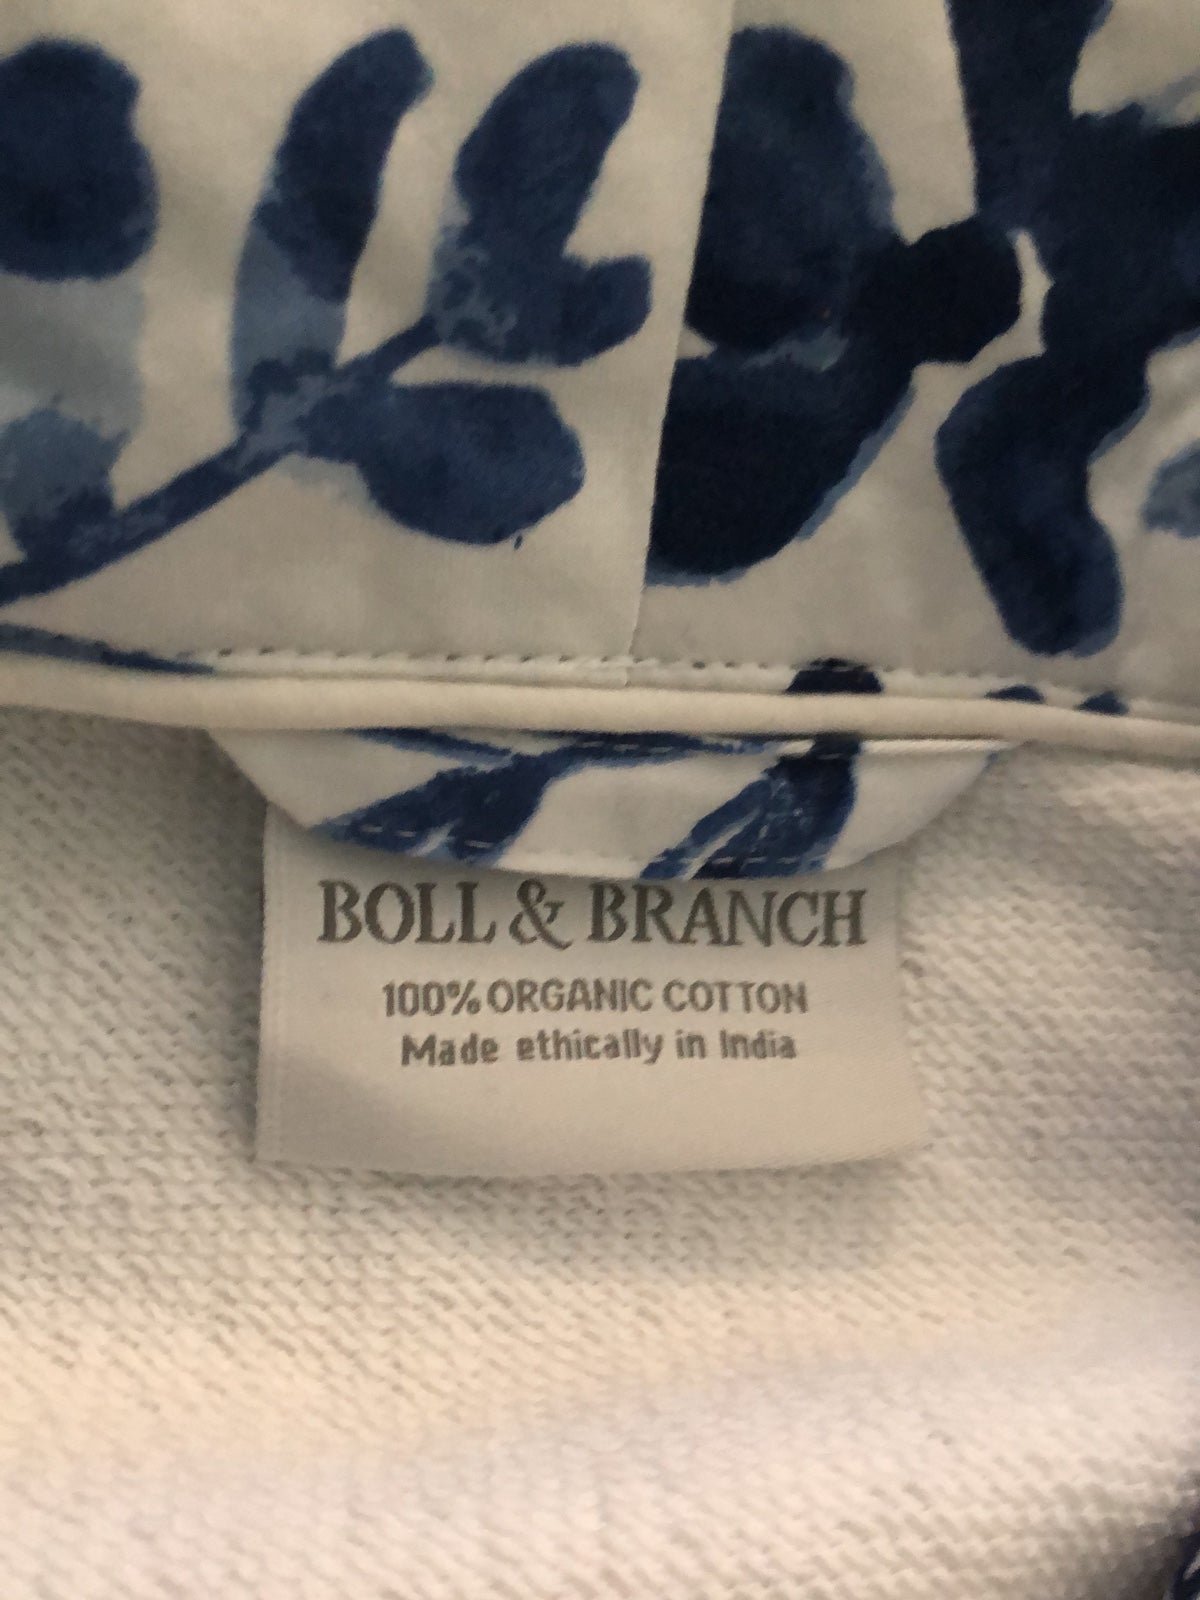 BOLL & BRANCH
100% ORGANIC COTTON
Made ethically in India